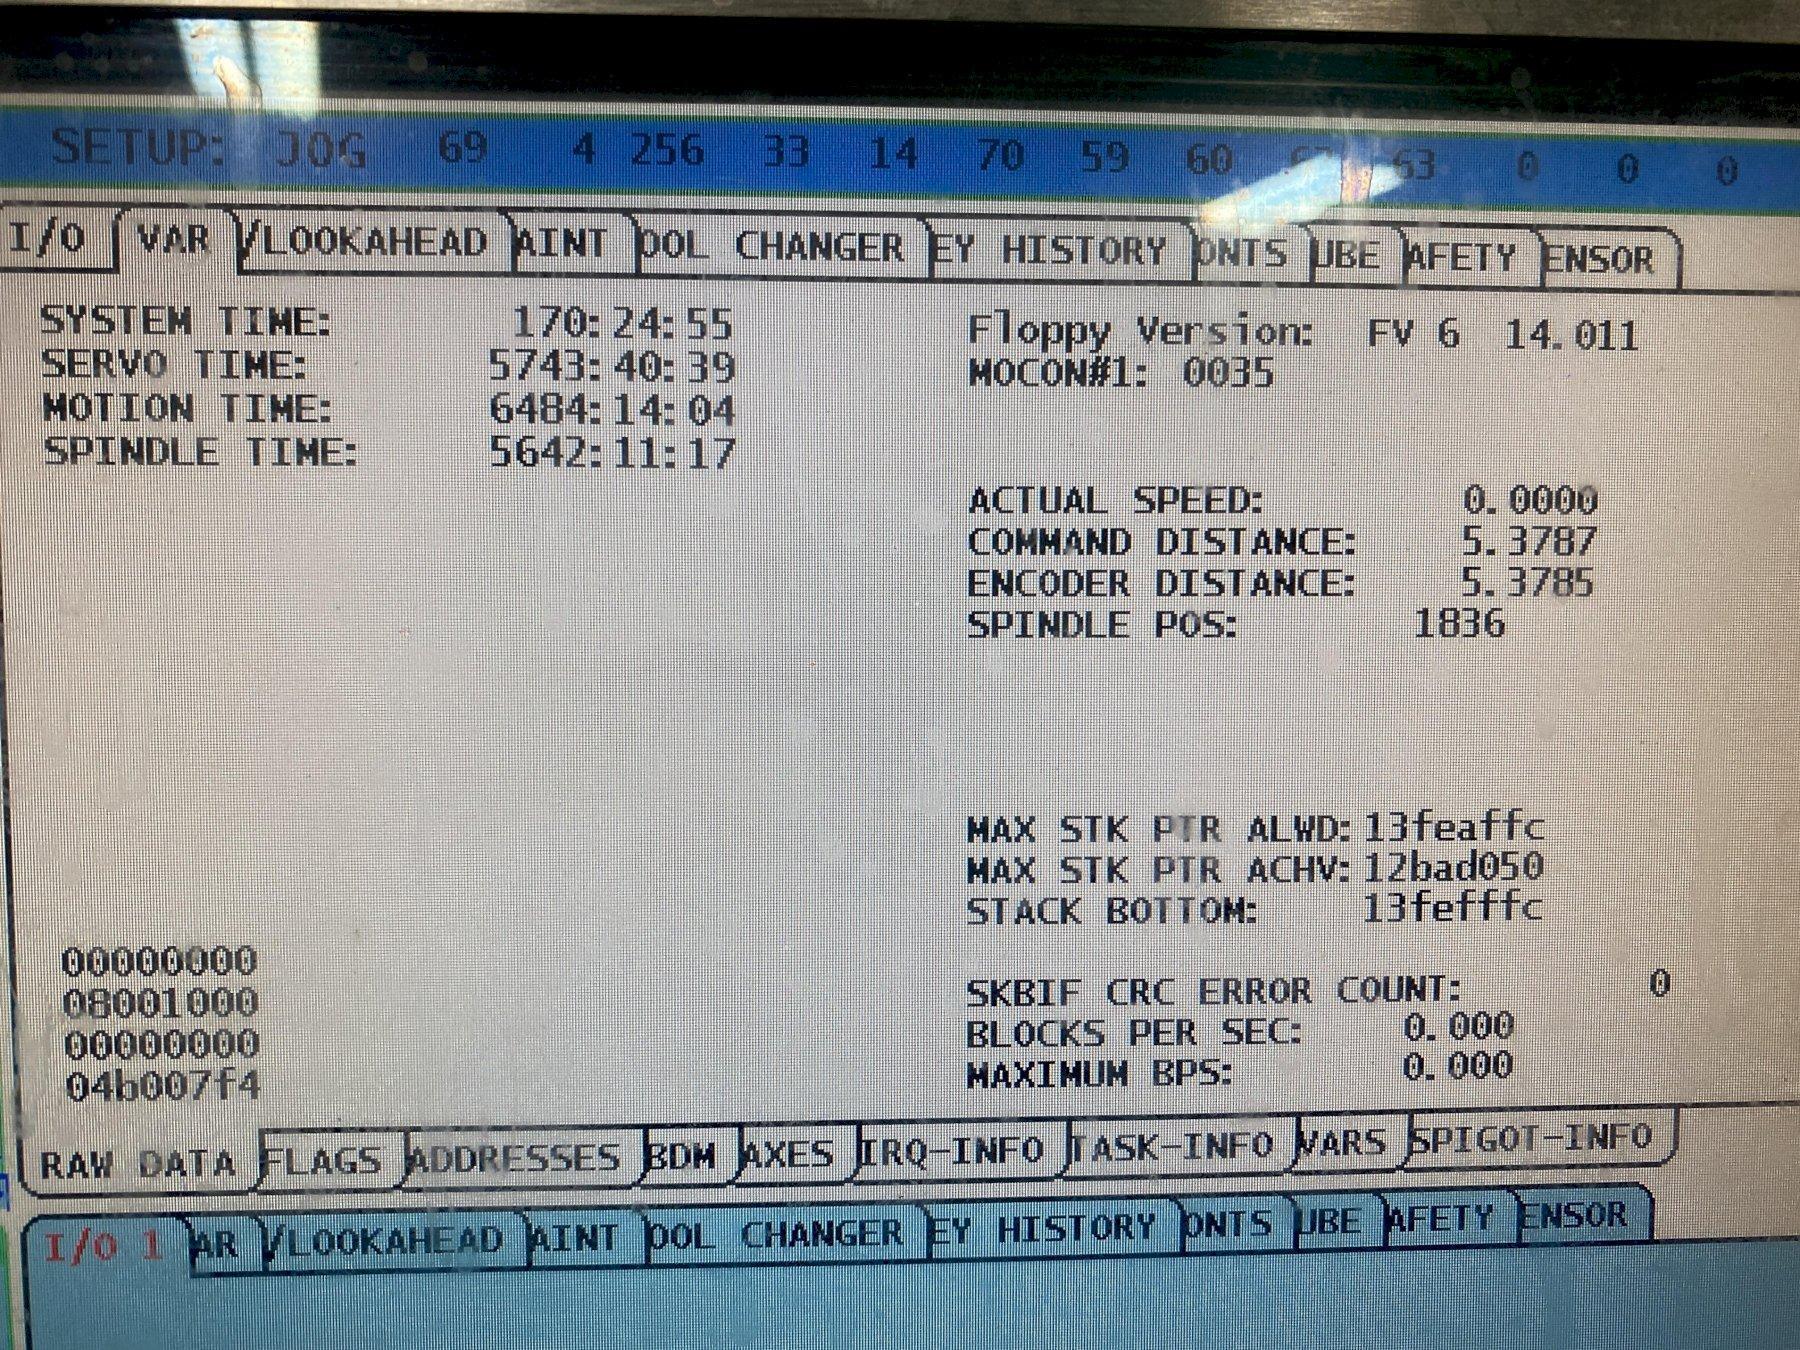 SETUP: JOG 69 4 256 33 14 70 59 60 63 0 0 0
I/O VAR /LOOKAHEAD AINT OOL CHANGER EY HISTORY ONTS UBE AFETY ENSOR
SYSTEM TIME: 170:24:55 Floppy Version: FV 6 14.011
SERVO TIME: 5743:40:39 MOCON#1: 0035
MOTION TIME: 6484:14:04
SPINDLE TIME: 5642:11:17
ACTUAL SPEED: 0.0000
COMMAND DISTANCE: 5.3787
ENCODER DISTANCE: 5.3785
SPINDLE POS: 1836
MAX STK PTR ALWD: 13feaffc
MAX STK PTR ACHV: 12bad050
STACK BOTTOM: 13fefffc
00000000
08001000 SKBIF CRC ERROR COUNT: 0
00000000 BLOCKS PER SEC: 0.000
04b007f4 MAXIMUM BPS: 0.000
RAW DATA FLAGS ADDRESSES BDM AXES IRQ-INFO TASK-INFO VARS SPIGOT-INFO
I/O 1 AR /LOOKAHEAD AINT OOL CHANGER EY HISTORY ONTS UBE AFETY ENSOR